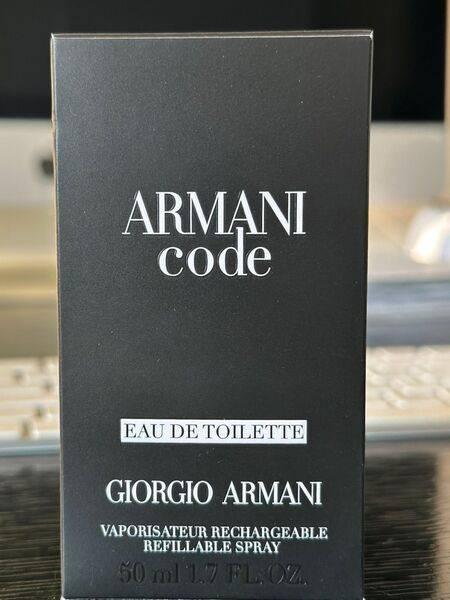 ARMANI
code
EAU DE TOILETTE
GIORGIO ARMANI
VAPORISATEUR RECHARGEABLE
REFILLABLE SPRAY
50 ml 1.7 FL.OZ.